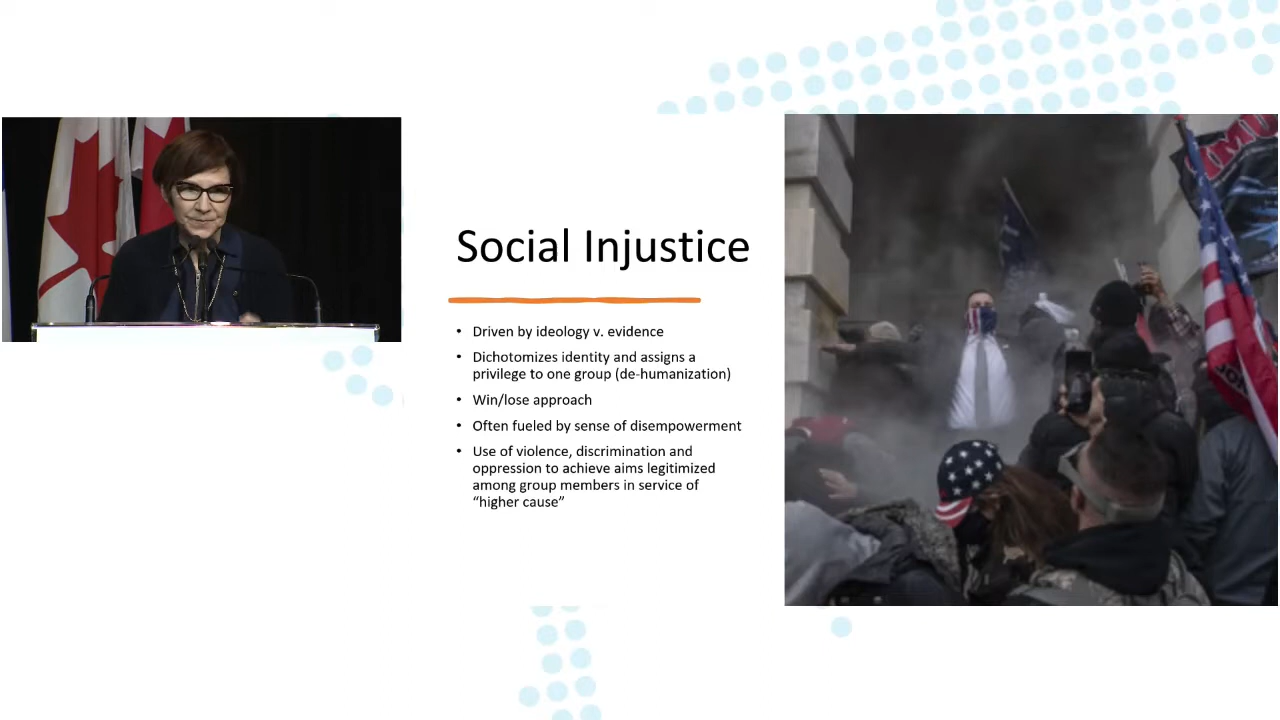 Social Injustice
• Driven by ideology v. evidence
• Dichotomizes identity and assigns a
privilege to one group (de-humanization)
• Win/lose approach
• Often fueled by sense of disempowerment
• Use of violence, discrimination and
oppression to achieve aims legitimized
among group members in service of
“higher cause”